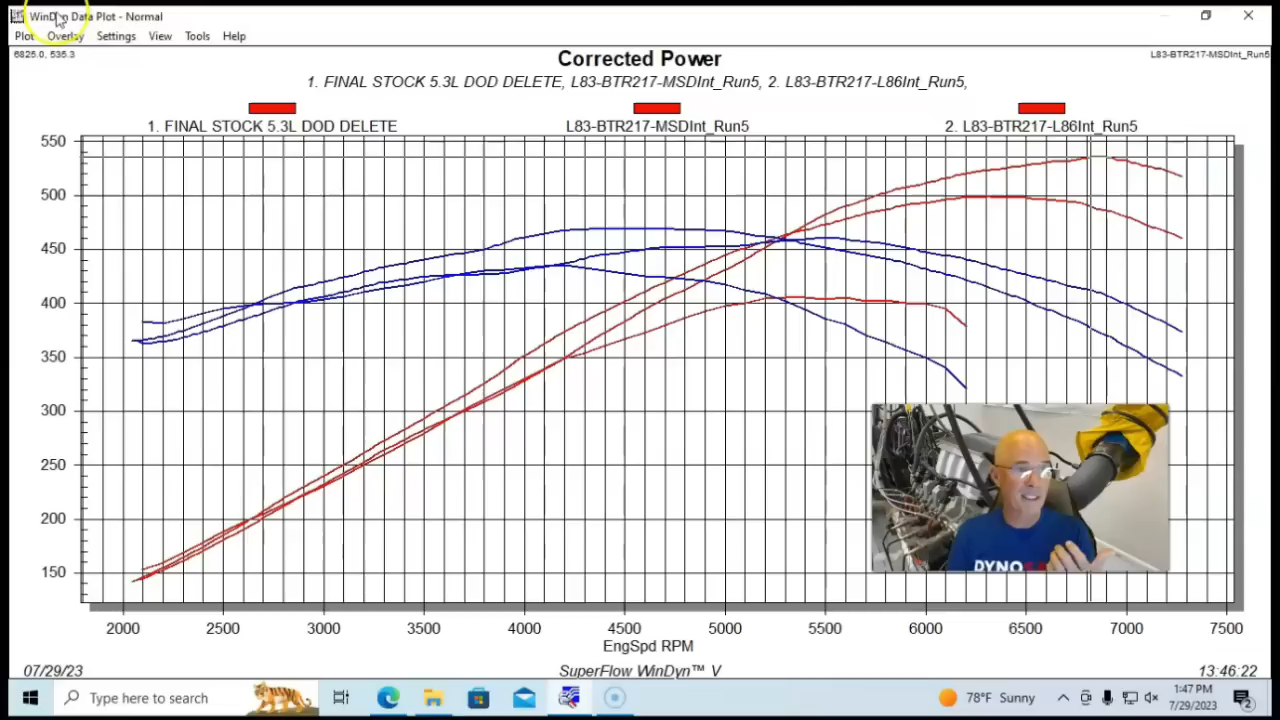 WinDyn Data Plot - Normal
Plot Overlay Settings View Tools Help
6825.0, 535.3
L83-BTR217-MSDInt_Run5
Corrected Power
1. FINAL STOCK 5.3L DOD DELETE, L83-BTR217-MSDInt_Run5, 2. L83-BTR217-L86Int_Run5,
1. FINAL STOCK 5.3L DOD DELETE
L83-BTR217-MSDInt_Run5
2. L83-BTR217-L86Int_Run5
550
500
450
400
350
300
250
200
150
2000 2500 3000 3500 4000 4500 5000 5500 6000 6500 7000 7500
EngSpd RPM
07/29/23
SuperFlow WinDyn™ V
13:46:22
Type here to search
78°F Sunny
1:47 PM
7/29/2023
2